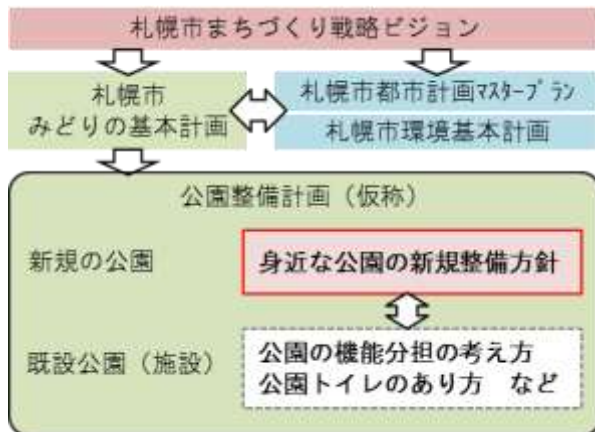 札幌市まちづくり戦略ビジョン
札幌市
みどりの基本計画
札幌市都市計画ﾏｽﾀｰﾌﾟﾗﾝ
札幌市環境基本計画
公園整備計画（仮称）
新規の公園
身近な公園の新規整備方針
既設公園（施設）
公園の機能分担の考え方
公園トイレのあり方　など